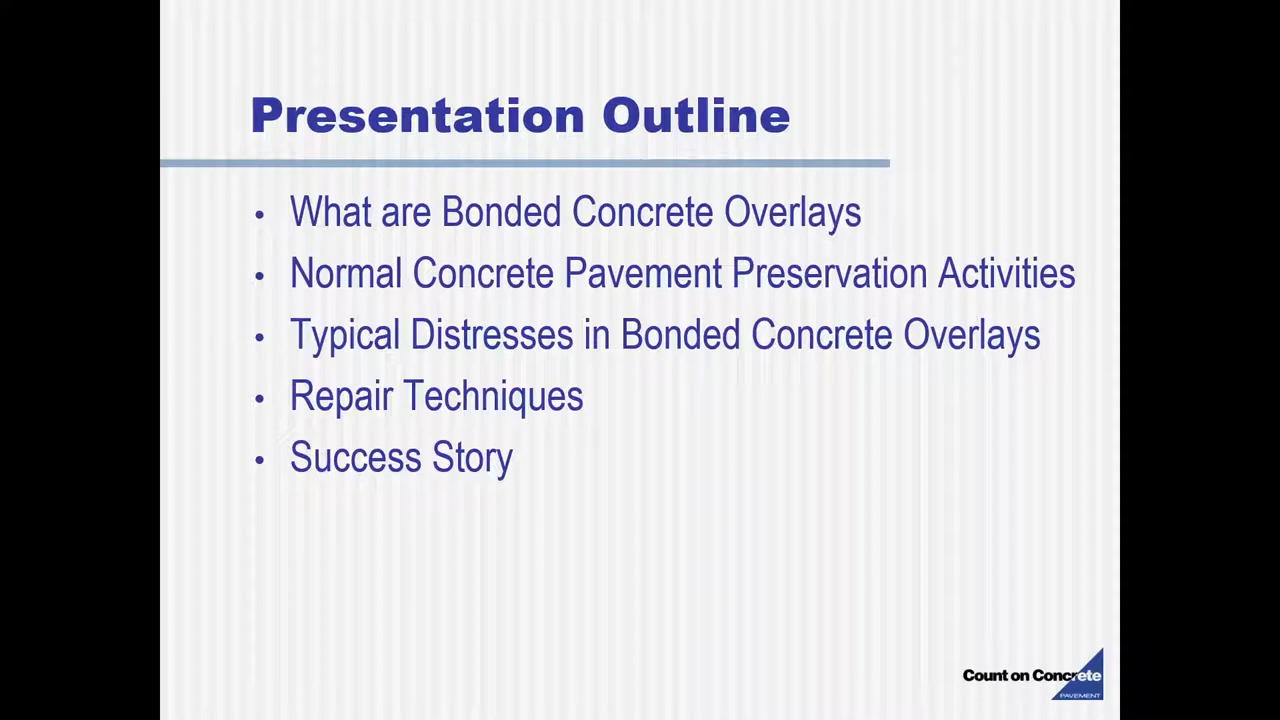 Presentation Outline
• What are Bonded Concrete Overlays
• Normal Concrete Pavement Preservation Activities
• Typical Distresses in Bonded Concrete Overlays
• Repair Techniques
• Success Story
Count on Concrete
PAVEMENT